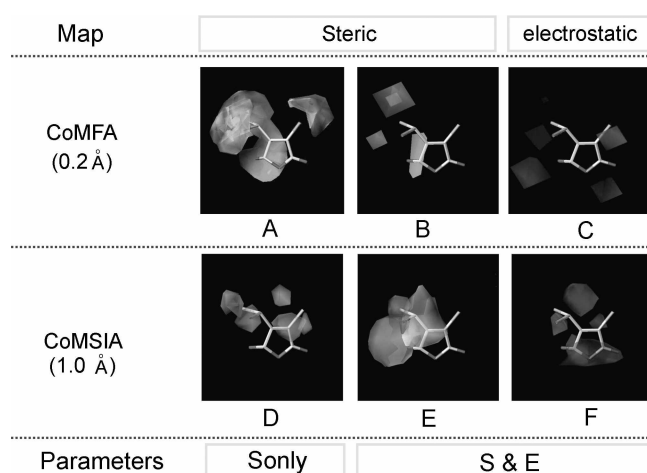 Map Steric electrostatic
CoMFA
(0.2 Å)
A B C
CoMSIA
(1.0 Å)
D E F
Parameters Sonly S & E